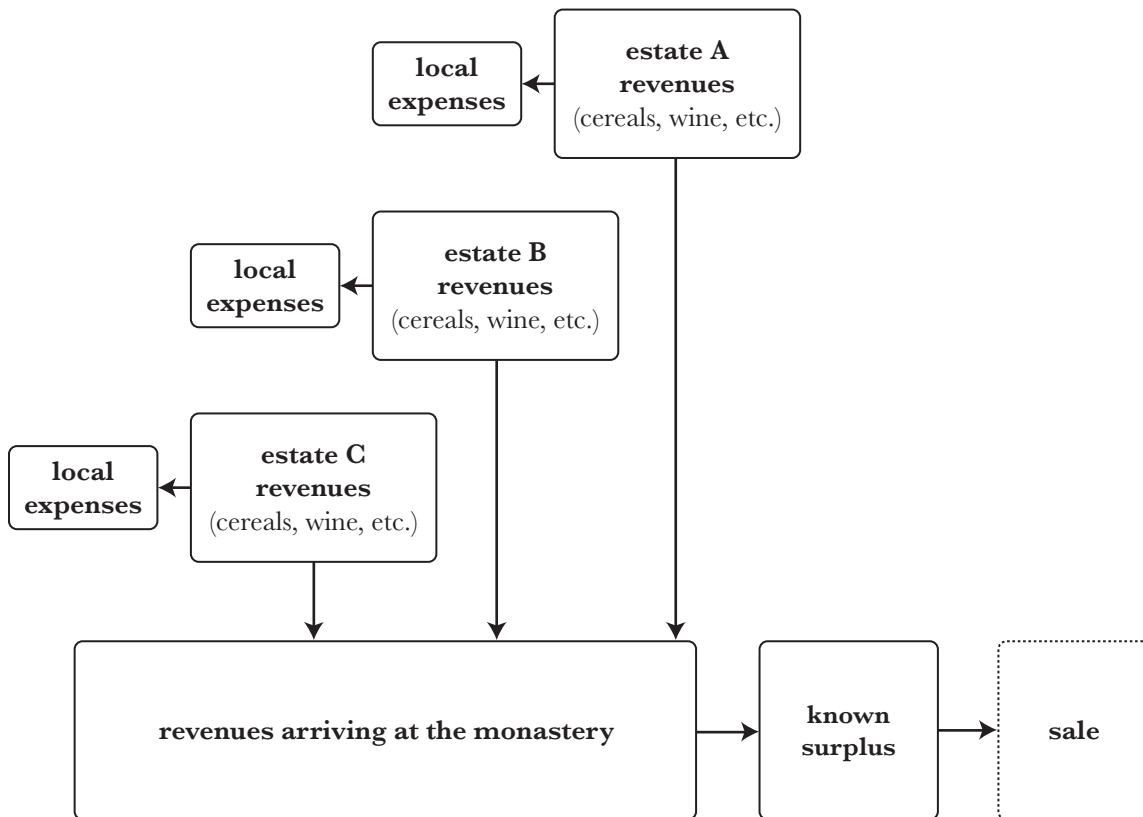 estate A
revenues
(cereals, wine, etc.)
local
expenses
estate B
revenues
(cereals, wine, etc.)
local
expenses
estate C
revenues
(cereals, wine, etc.)
local
expenses
revenues arriving at the monastery
known
surplus
sale